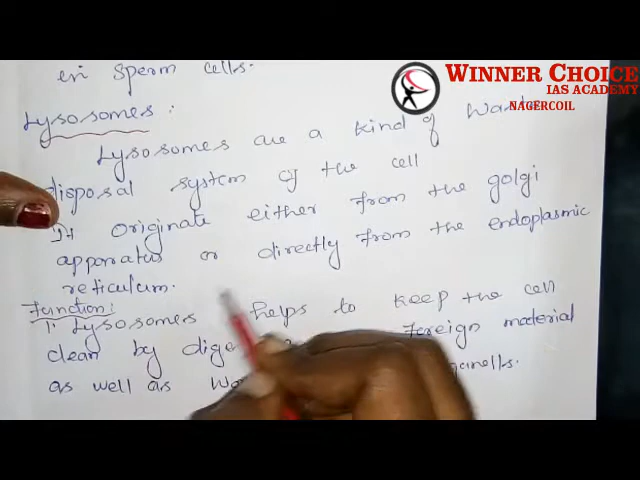 WINNER CHOICE
IAS ACADEMY
NAGERCOIL
in Sperm cells.
Lysosomes :
Lysosomes are a kind of
disposal system of the cell
It originate either from the golgi
apparatus or directly from the endoplasmic
reticulum.
Function:
1. Lysosomes helps to keep the cell
clean by foreign material
as well as